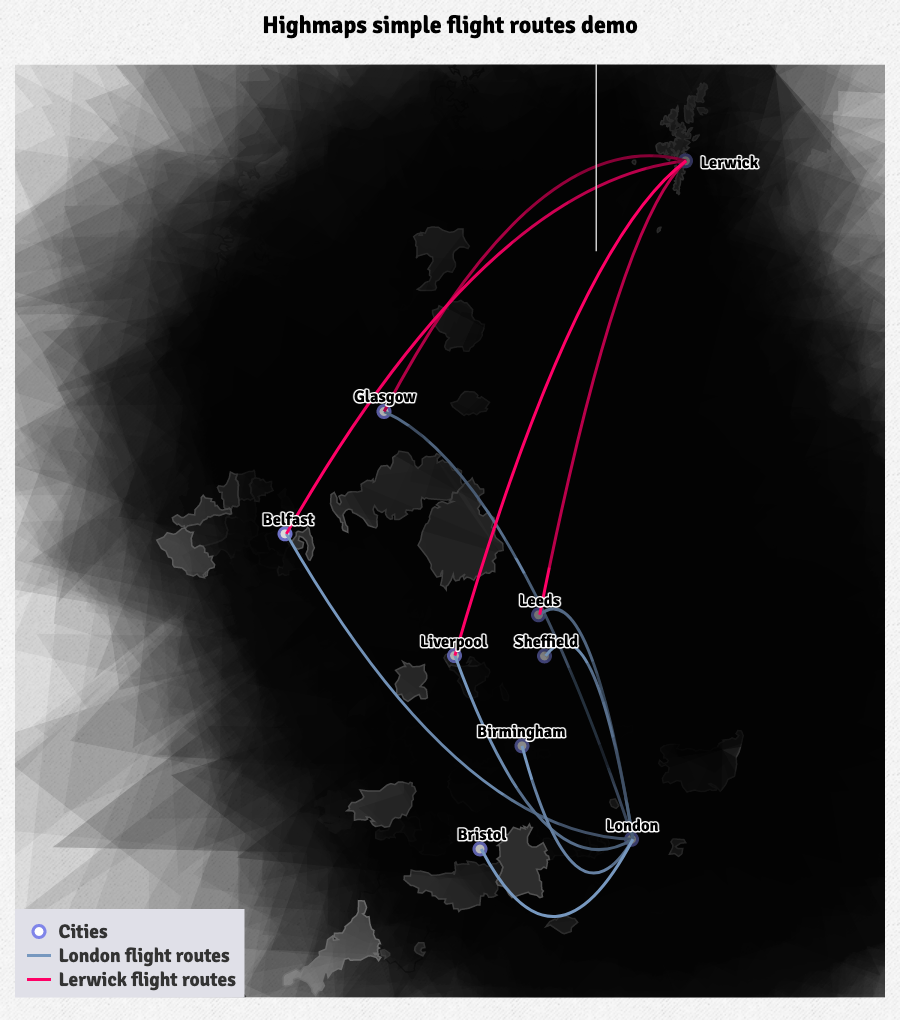 Highmaps simple flight routes demo
Lerwick
Glasgow
Belfast
Leeds
Liverpool
Sheffield
Birmingham
London
Bristol
Cities
London flight routes
Lerwick flight routes